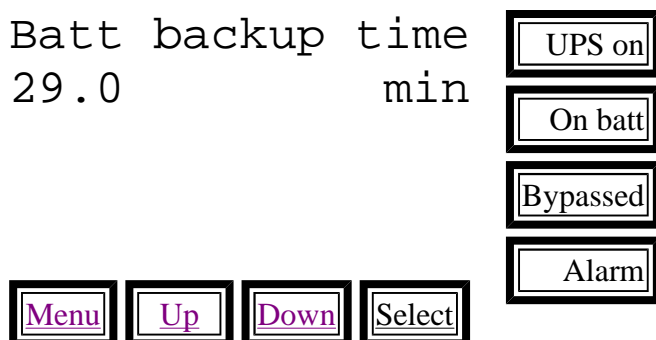 Batt backup time
29.0 min
UPS on
On batt
Bypassed
Alarm
Menu Up Down Select